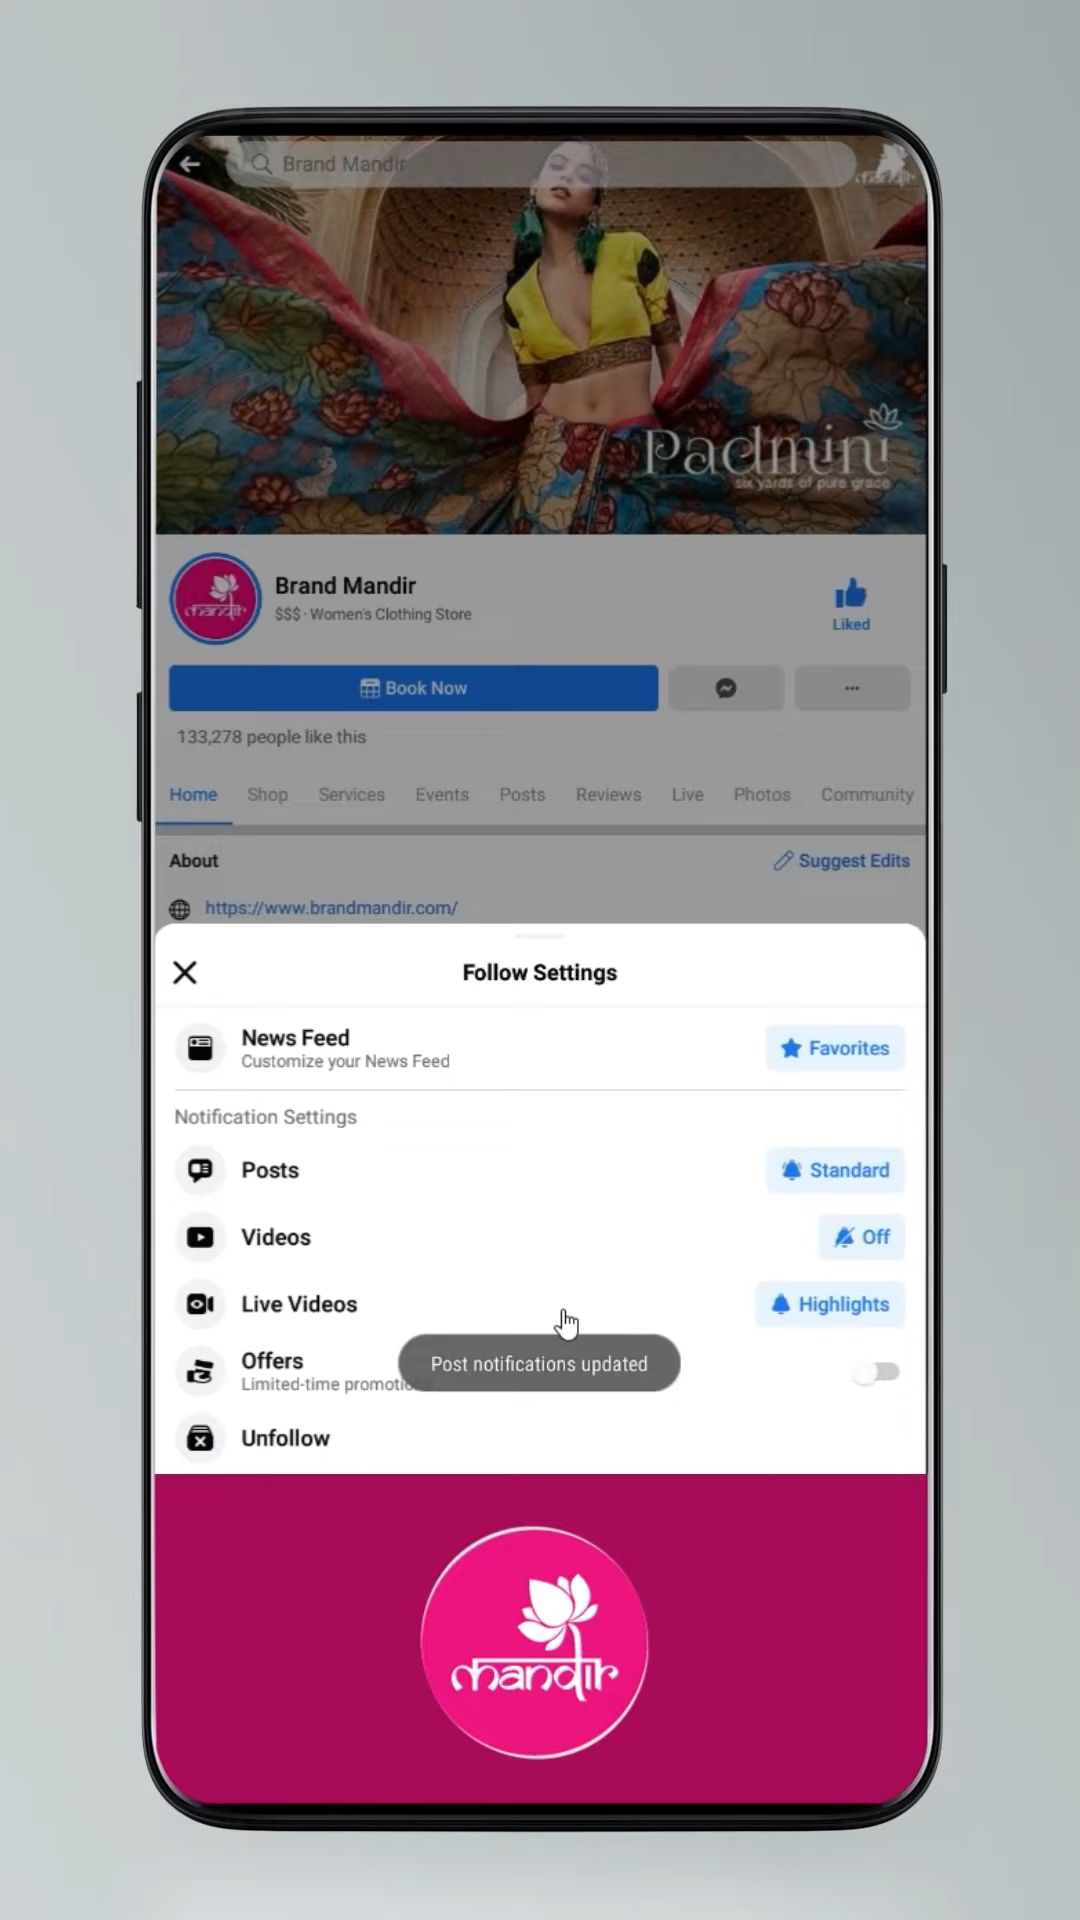 Brand Mandir
mandir
Padmini
six yards of pure grace
mandir
Brand Mandir
$$$ · Women's Clothing Store
Liked
Book Now
133,278 people like this
Home Shop Services Events Posts Reviews Live Photos Community
About
Suggest Edits
https://www.brandmandir.com/
Follow Settings
News Feed
Customize your News Feed
Favorites
Notification Settings
Posts
Standard
Videos
Off
Live Videos
Highlights
Offers
Limited-time promotio
Post notifications updated
Unfollow
mandir